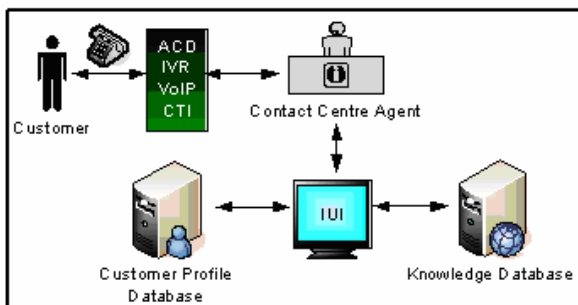 ACD
IVR
VoIP
CTI
Customer
Contact Centre Agent
IUI
Customer Profile
Database
Knowledge Database